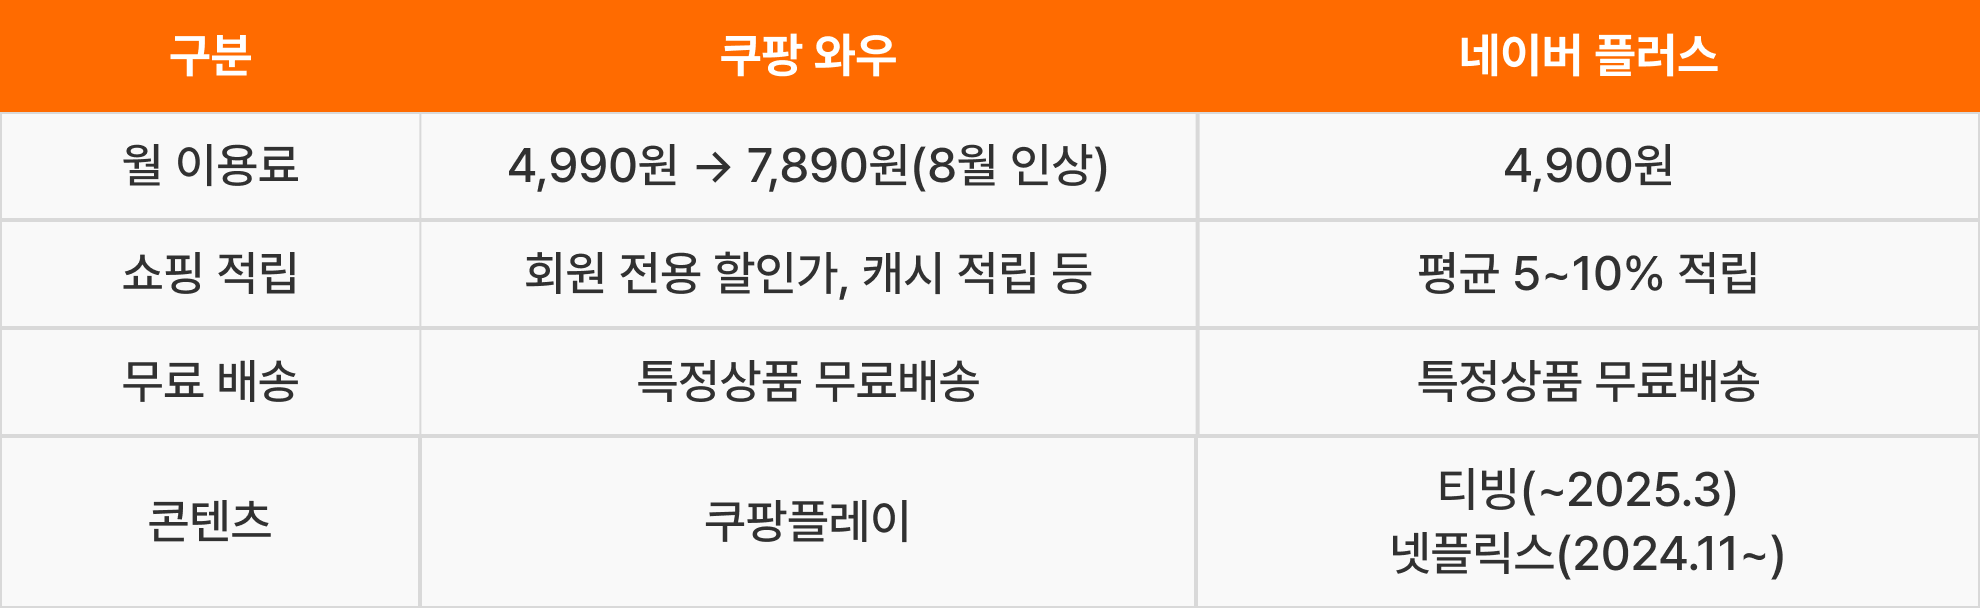 구분 쿠팡 와우 네이버 플러스
월 이용료 4,990원 → 7,890원(8월 인상) 4,900원
쇼핑 적립 회원 전용 할인가, 캐시 적립 등 평균 5~10% 적립
무료 배송 특정상품 무료배송 특정상품 무료배송
콘텐츠 쿠팡플레이 티빙(~2025.3)
넷플릭스(2024.11~)